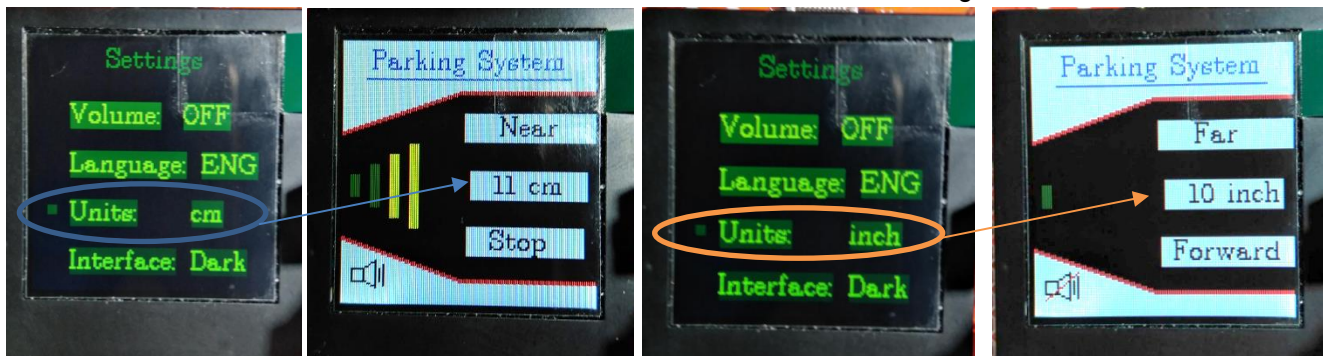 Settings
Volume: OFF
Language: ENG
Units: cm
Interface: Dark
Parking System
Near
11 cm
Stop
Settings
Volume: OFF
Language: ENG
Units: inch
Interface: Dark
Parking System
Far
10 inch
Forward